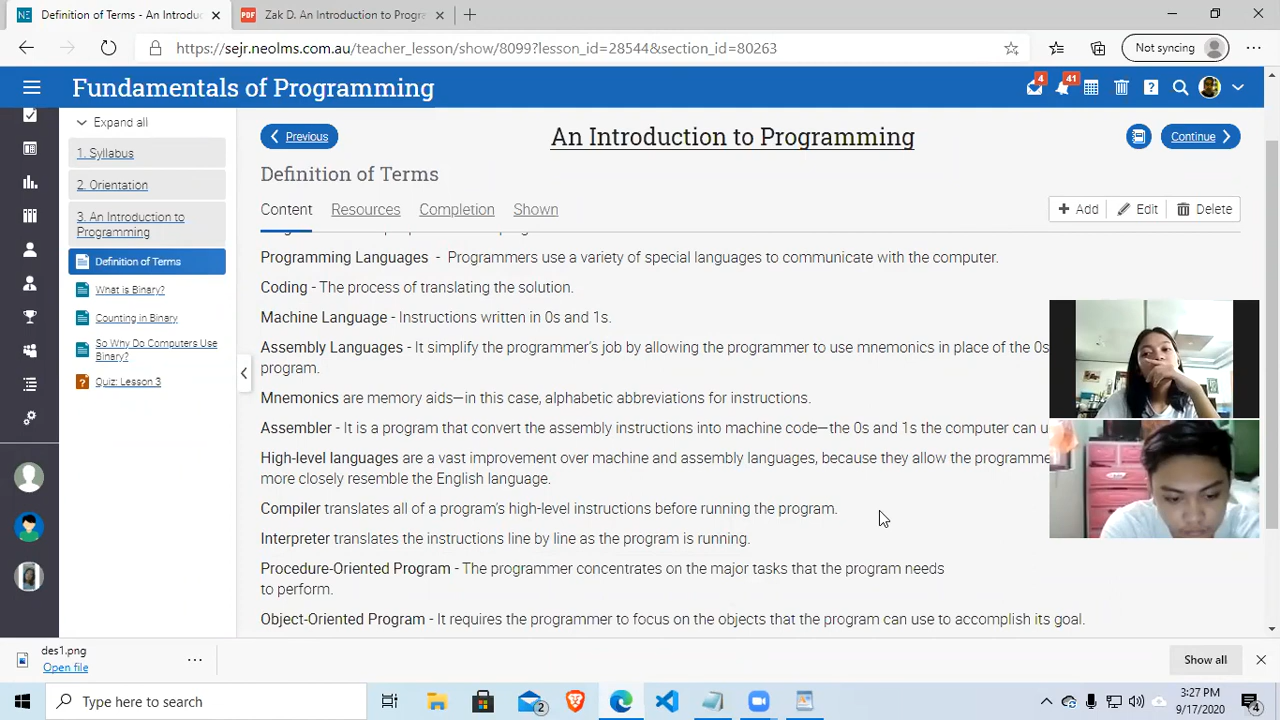 Definition of Terms - An Introduc
Zak D. An Introduction to Progra
https://sejr.neolms.com.au/teacher_lesson/show/8099?lesson_id=28544&section_id=80263
Not syncing
Fundamentals of Programming
4
41
Expand all
1. Syllabus
2. Orientation
3. An Introduction to
Programming
Definition of Terms
What is Binary?
Counting in Binary
So Why Do Computers Use
Binary?
Quiz: Lesson 3
Previous
An Introduction to Programming
Continue
Definition of Terms
Content
Resources
Completion
Shown
Add
Edit
Delete
Programming Languages - Programmers use a variety of special languages to communicate with the computer.
Coding - The process of translating the solution.
Machine Language - Instructions written in 0s and 1s.
Assembly Languages - It simplify the programmer's job by allowing the programmer to use mnemonics in place of the 0s
program.
Mnemonics are memory aids—in this case, alphabetic abbreviations for instructions.
Assembler - It is a program that convert the assembly instructions into machine code—the 0s and 1s the computer can u
High-level languages are a vast improvement over machine and assembly languages, because they allow the programme
more closely resemble the English language.
Compiler translates all of a program's high-level instructions before running the program.
Interpreter translates the instructions line by line as the program is running.
Procedure-Oriented Program - The programmer concentrates on the major tasks that the program needs
to perform.
Object-Oriented Program - It requires the programmer to focus on the objects that the program can use to accomplish its goal.
des1.png
Open file
Show all
Type here to search
2
3:27 PM
9/17/2020
4